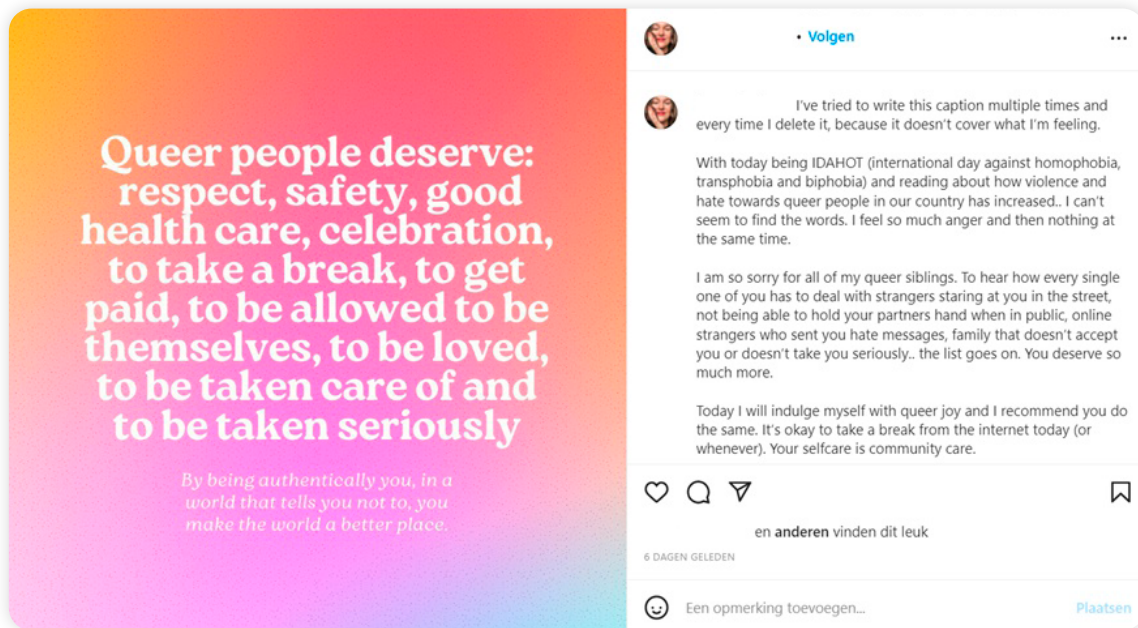 Queer people deserve:
respect, safety, good
health care, celebration,
to take a break, to get
paid, to be allowed to be
themselves, to be loved,
to be taken care of and
to be taken seriously
By being authentically you, in a
world that tells you not to, you
make the world a better place.
• Volgen
I've tried to write this caption multiple times and
every time I delete it, because it doesn't cover what I'm feeling.
With today being IDAHOT (international day against homophobia,
transphobia and biphobia) and reading about how violence and
hate towards queer people in our country has increased.. I can't
seem to find the words. I feel so much anger and then nothing at
the same time.
I am so sorry for all of my queer siblings. To hear how every single
one of you has to deal with strangers staring at you in the street,
not being able to hold your partners hand when in public, online
strangers who sent you hate messages, family that doesn't accept
you or doesn't take you seriously.. the list goes on. You deserve so
much more.
Today I will indulge myself with queer joy and I recommend you do
the same. It's okay to take a break from the internet today (or
whenever). Your selfcare is community care.
en anderen vinden dit leuk
6 DAGEN GELEDEN
Een opmerking toevoegen...
Plaatsen